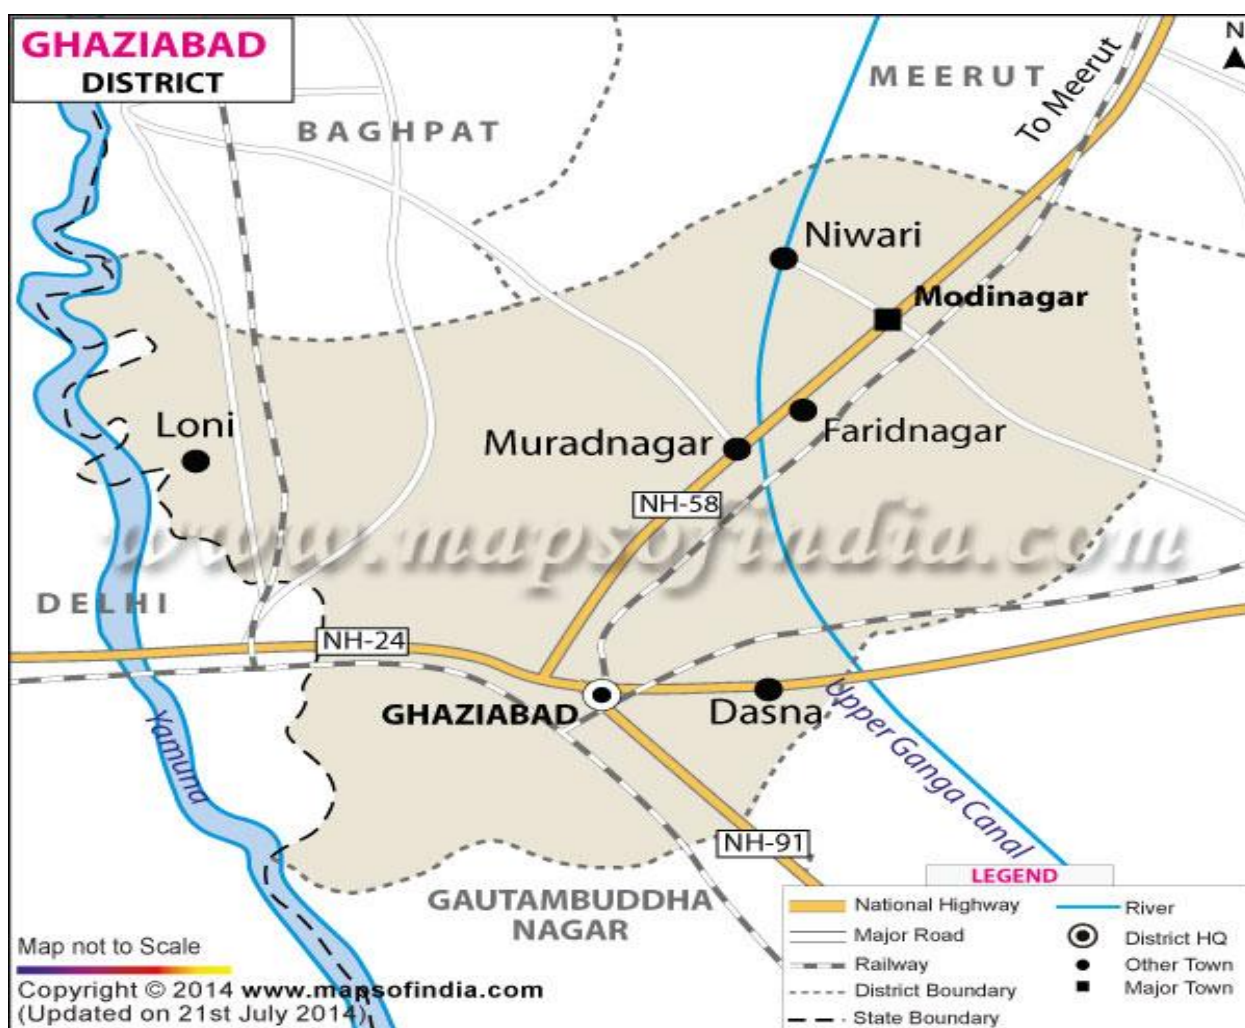 GHAZIABAD
DISTRICT
N
MEERUT
To Meerut
BAGHPAT
Niwari
Modinagar
Loni
Muradnagar
Faridnagar
NH-58
www.mapsofindia.com
DELHI
NH-24
GHAZIABAD
Dasna
Yamuna
Upper Ganga Canal
NH-91
GAUTAMBUDDHA
NAGAR
LEGEND
National Highway
River
Major Road
District HQ
Railway
Other Town
District Boundary
Major Town
State Boundary
Map not to Scale
Copyright © 2014 www.mapsofindia.com
(Updated on 21st July 2014)